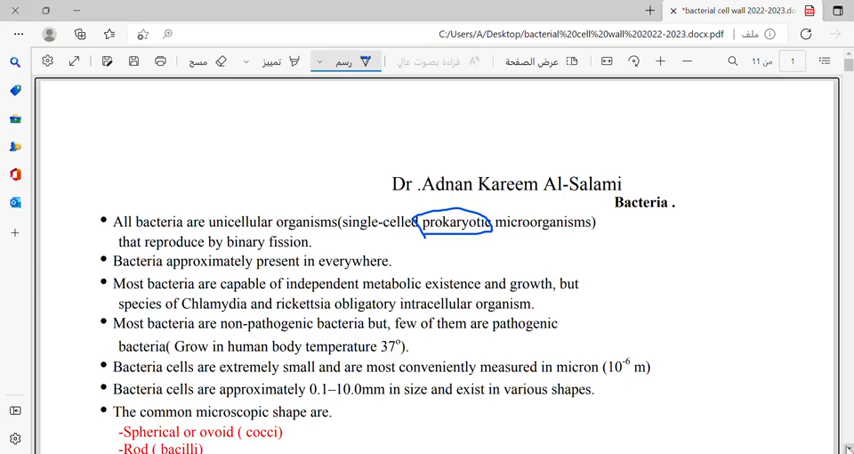 *bacterial cell wall 2022-2023.doc
C:/Users/A/Desktop/bacterial%20cell%20wall%202022-2023.docx.pdf
ملف
مسح
تمييز
رسم
قراءة بصوت عالٍ
عرض الصفحة
1
من 11
Dr .Adnan Kareem Al-Salami
Bacteria .
• All bacteria are unicellular organisms(single-celled prokaryotic microorganisms)
that reproduce by binary fission.
• Bacteria approximately present in everywhere.
• Most bacteria are capable of independent metabolic existence and growth, but
species of Chlamydia and rickettsia obligatory intracellular organism.
• Most bacteria are non-pathogenic bacteria but, few of them are pathogenic
bacteria( Grow in human body temperature 37º).
• Bacteria cells are extremely small and are most conveniently measured in micron (10⁻⁶ m)
• Bacteria cells are approximately 0.1–10.0mm in size and exist in various shapes.
• The common microscopic shape are.
-Spherical or ovoid ( cocci)
-Rod ( bacilli)